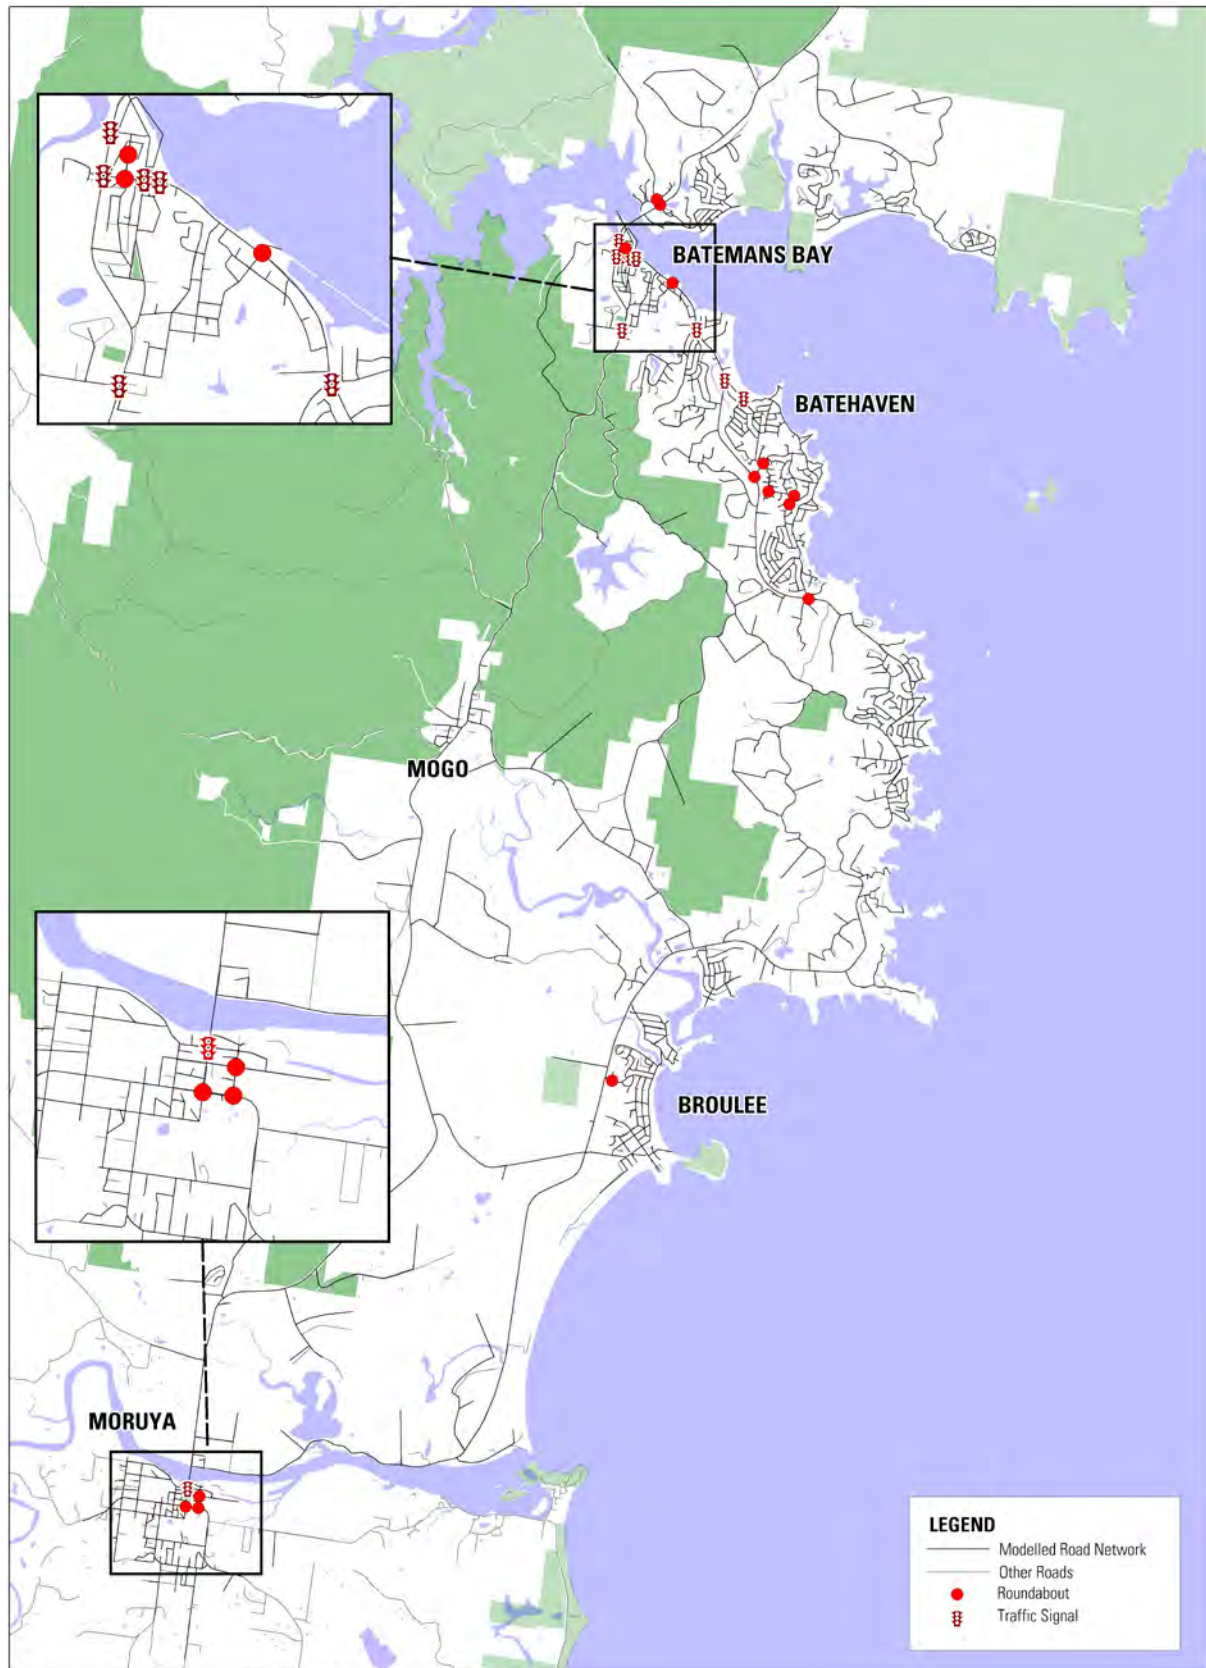 BATEMANS BAY
BATEHAVEN
MOGO
BROULEE
MORUYA
LEGEND
Modelled Road Network
Other Roads
Roundabout
Traffic Signal